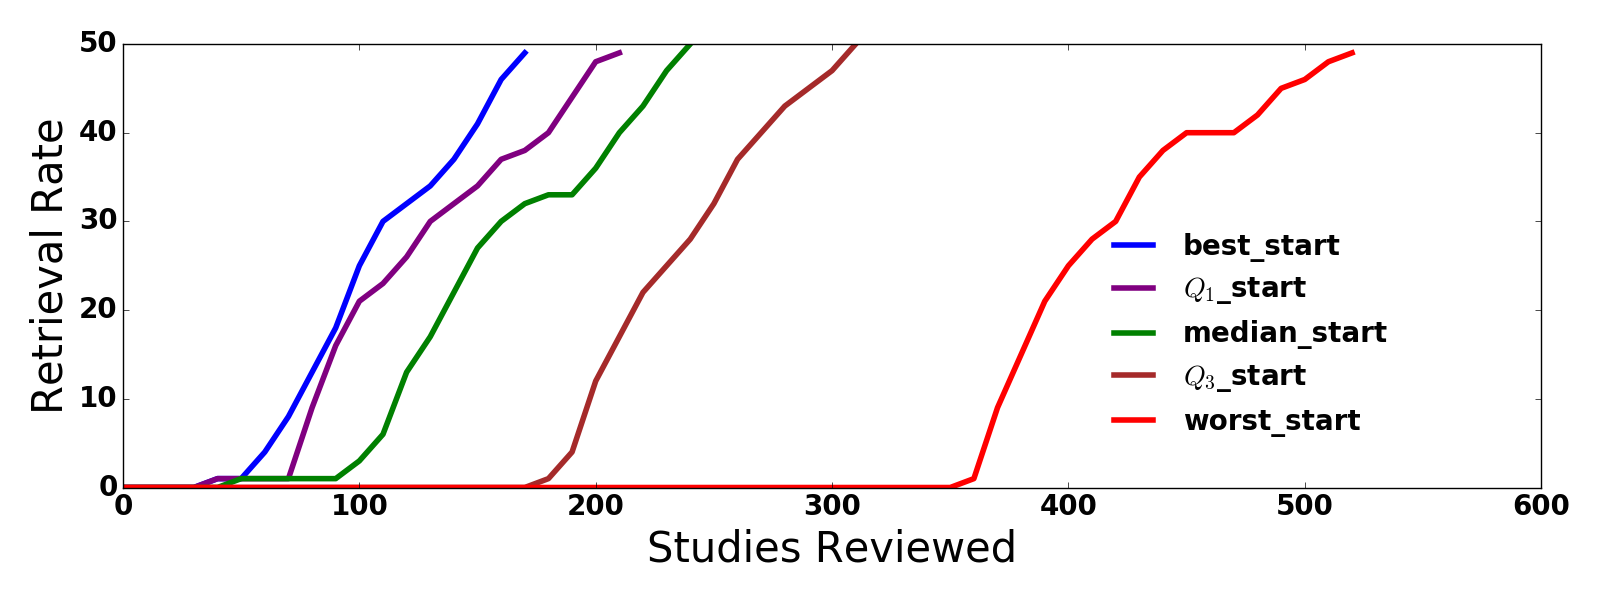 50
40
30
20
10
0
Retrieval Rate
best_start
Q₁_start
median_start
Q₃_start
worst_start
0 100 200 300 400 500 600
Studies Reviewed